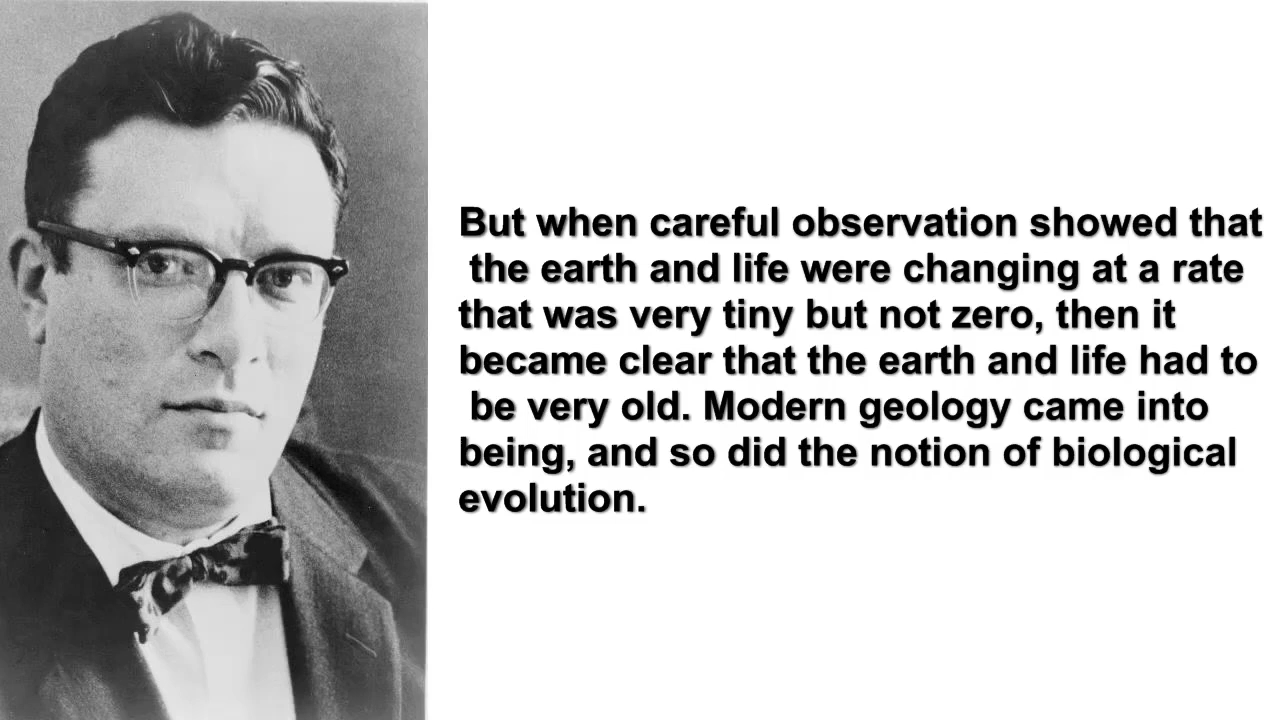 But when careful observation showed that
the earth and life were changing at a rate
that was very tiny but not zero, then it
became clear that the earth and life had to
be very old. Modern geology came into
being, and so did the notion of biological
evolution.